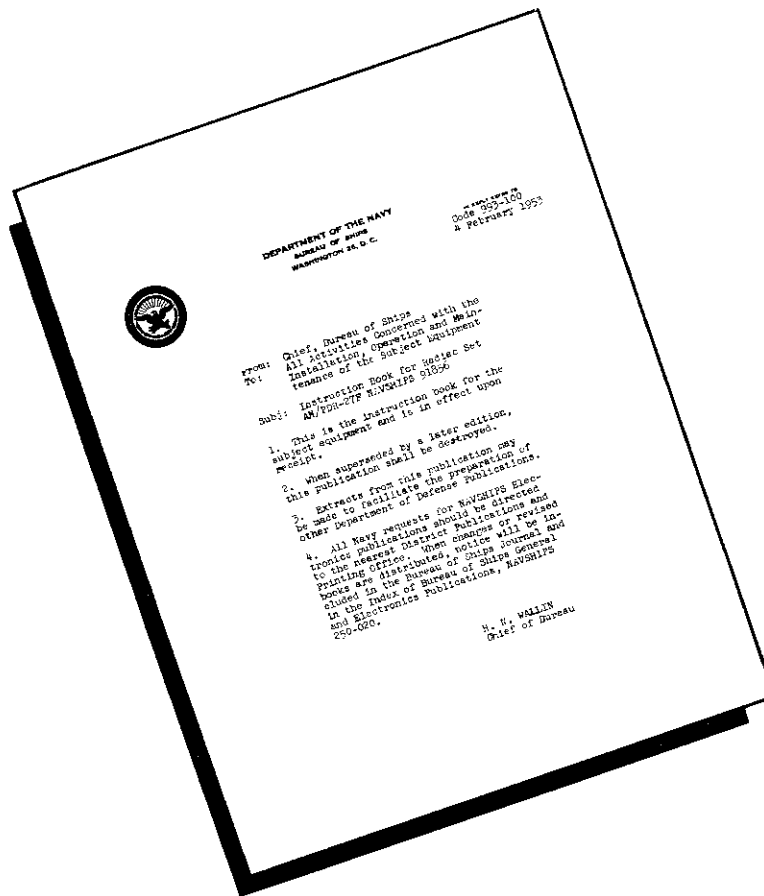 DEPARTMENT OF THE NAVY
BUREAU OF SHIPS
WASHINGTON 25, D. C.
IN REPLY REFER TO
Code 993-100
4 February 1953
From: Chief, Bureau of Ships
To: All Activities Concerned with the
Installation, Operation and Main-
tenance of the Subject Equipment
Subj: Instruction Book for Radiac Set
AN/PDR-27F NAVSHIPS 91856
1. This is the instruction book for the
subject equipment and is in effect upon
receipt.
2. When superseded by a later edition,
this publication shall be destroyed.
3. Extracts from this publication may
be made to facilitate the preparation of
other Department of Defense Publications.
4. All Navy requests for NAVSHIPS Elec-
tronics publications should be directed
to the nearest District Publications and
Printing Office. When changes or revised
books are distributed, notice will be in-
cluded in the Bureau of Ships Journal and
in the Index of Bureau of Ships General
and Electronics Publications, NAVSHIPS
250-020.
H. N. WALLIN
Chief of Bureau